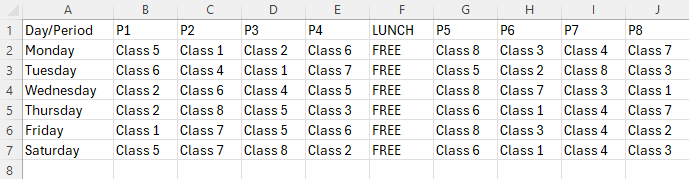 A B C D E F G H I J
1 Day/Period P1 P2 P3 P4 LUNCH P5 P6 P7 P8
2 Monday Class 5 Class 1 Class 2 Class 6 FREE Class 8 Class 3 Class 4 Class 7
3 Tuesday Class 6 Class 4 Class 1 Class 7 FREE Class 5 Class 2 Class 8 Class 3
4 Wednesday Class 2 Class 6 Class 4 Class 5 FREE Class 8 Class 7 Class 3 Class 1
5 Thursday Class 2 Class 8 Class 5 Class 3 FREE Class 6 Class 1 Class 4 Class 7
6 Friday Class 1 Class 7 Class 5 Class 6 FREE Class 8 Class 3 Class 4 Class 2
7 Saturday Class 5 Class 7 Class 8 Class 2 FREE Class 6 Class 1 Class 4 Class 3
8